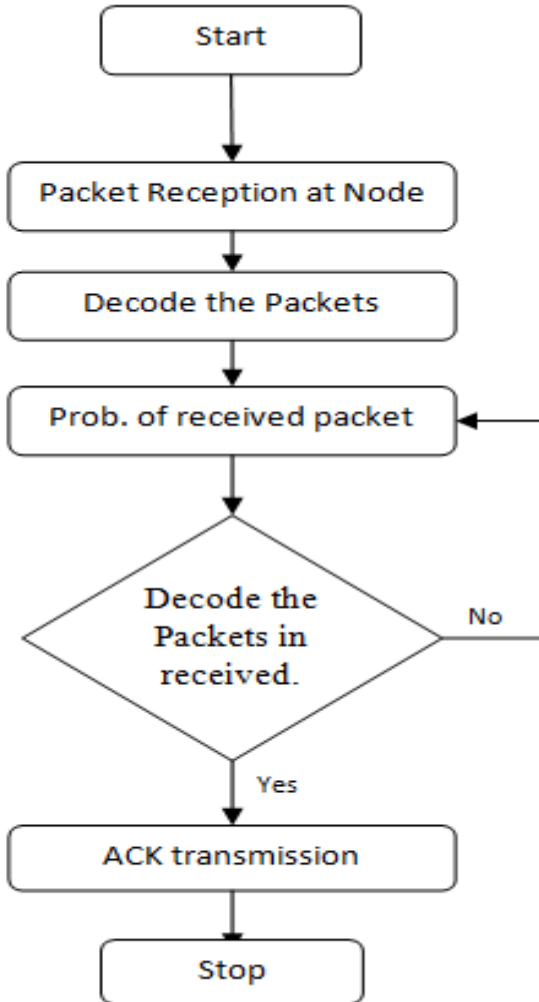 Start
Packet Reception at Node
Decode the Packets
Prob. of received packet
Decode the
Packets in
received.
No
Yes
ACK transmission
Stop